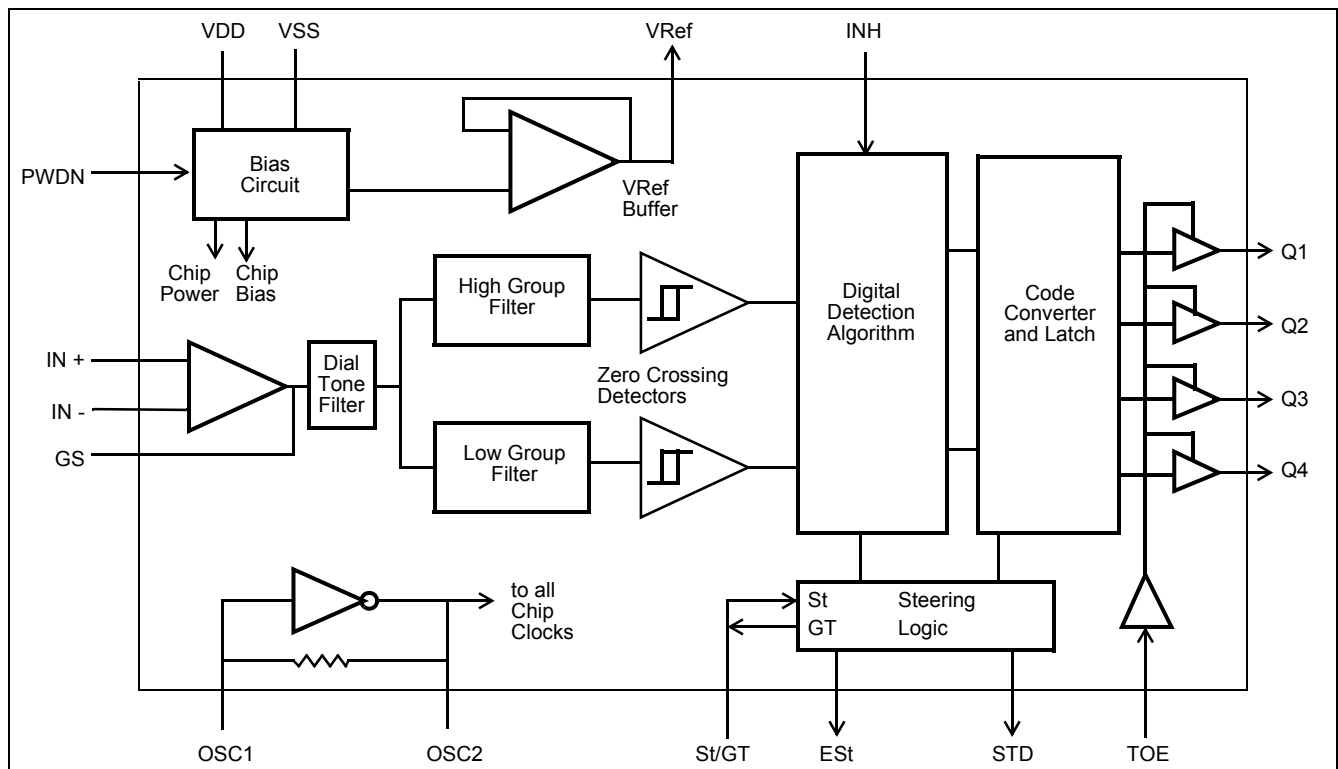 VDD
VSS
VRef
INH
PWDN
Bias
Circuit
VRef
Buffer
Chip
Power
Chip
Bias
High Group
Filter
Digital
Detection
Algorithm
Code
Converter
and Latch
Q1
Q2
Q3
Q4
IN +
IN -
GS
Dial
Tone
Filter
Zero Crossing
Detectors
Low Group
Filter
to all
Chip
Clocks
St
Steering
GT
Logic
OSC1
OSC2
St/GT
ESt
STD
TOE